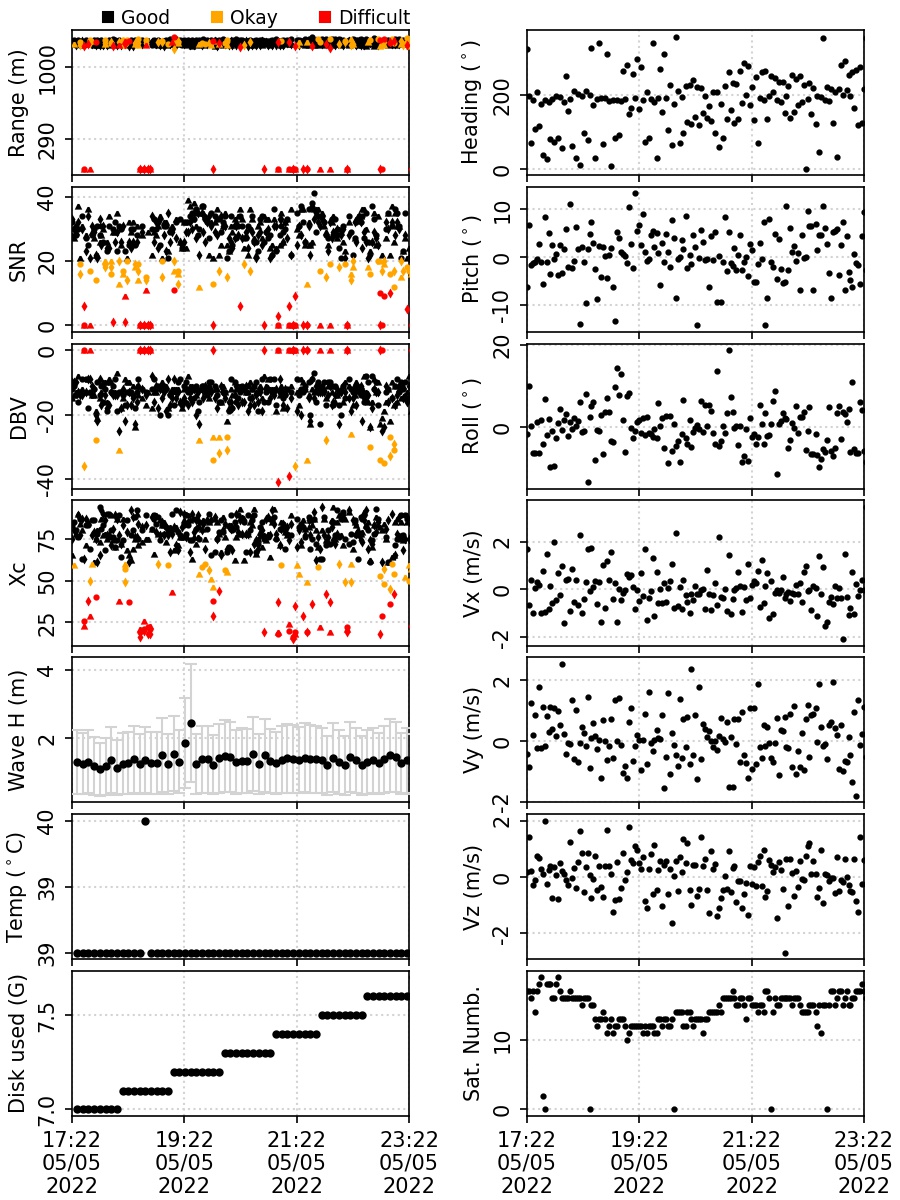 Good Okay Difficult
Range (m)
1000
290
Heading (°)
200
0
SNR
40
20
0
Pitch (°)
10
0
-10
DBV
0
-20
-40
Roll (°)
20
0
Xc
75
50
25
Vx (m/s)
2
0
-2
Wave H (m)
4
2
Vy (m/s)
2
0
-2
Temp (°C)
40
39
39
Vz (m/s)
2
0
-2
Disk used (G)
7.5
7.0
Sat. Numb.
10
0
17:22 19:22 21:22 23:22 17:22 19:22 21:22 23:22
05/05 05/05 05/05 05/05 05/05 05/05 05/05 05/05
2022 2022 2022 2022 2022 2022 2022 2022